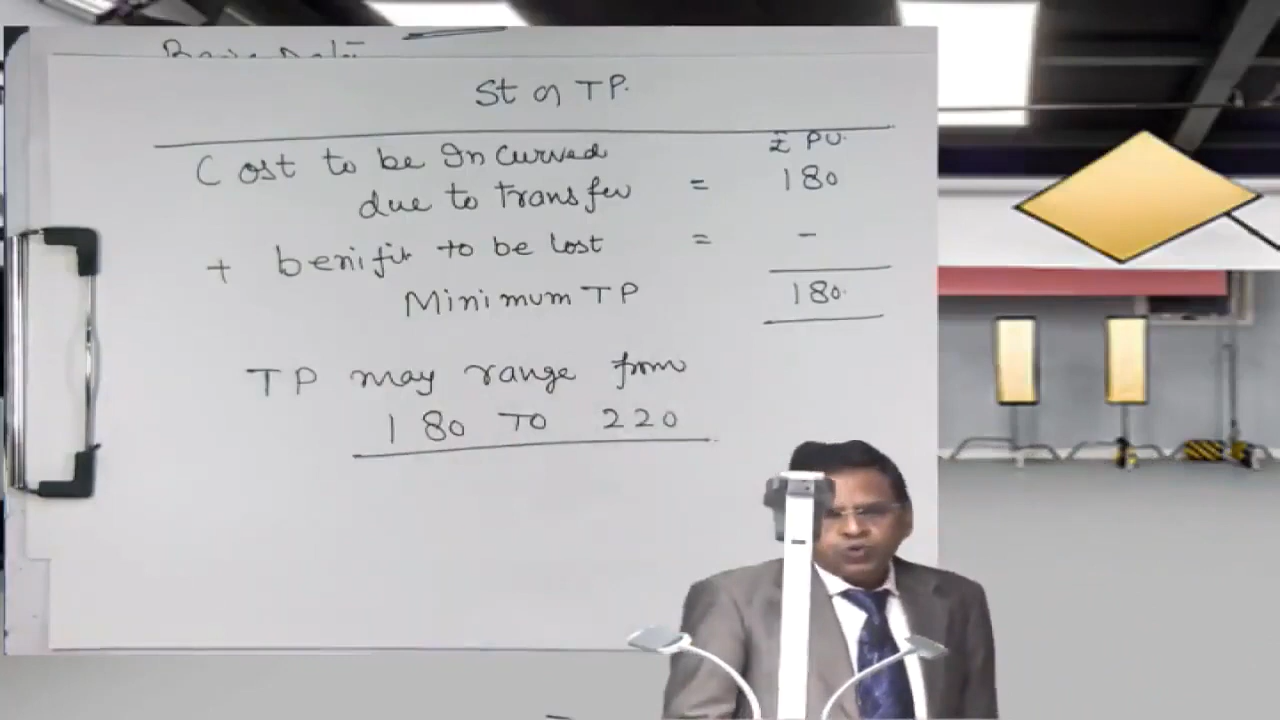 St of TP.
₹ PU.
Cost to be Incurved
due to transfer = 180
+ benifit to be lost = -
Minimum TP 180.
TP may range from
180 TO 220